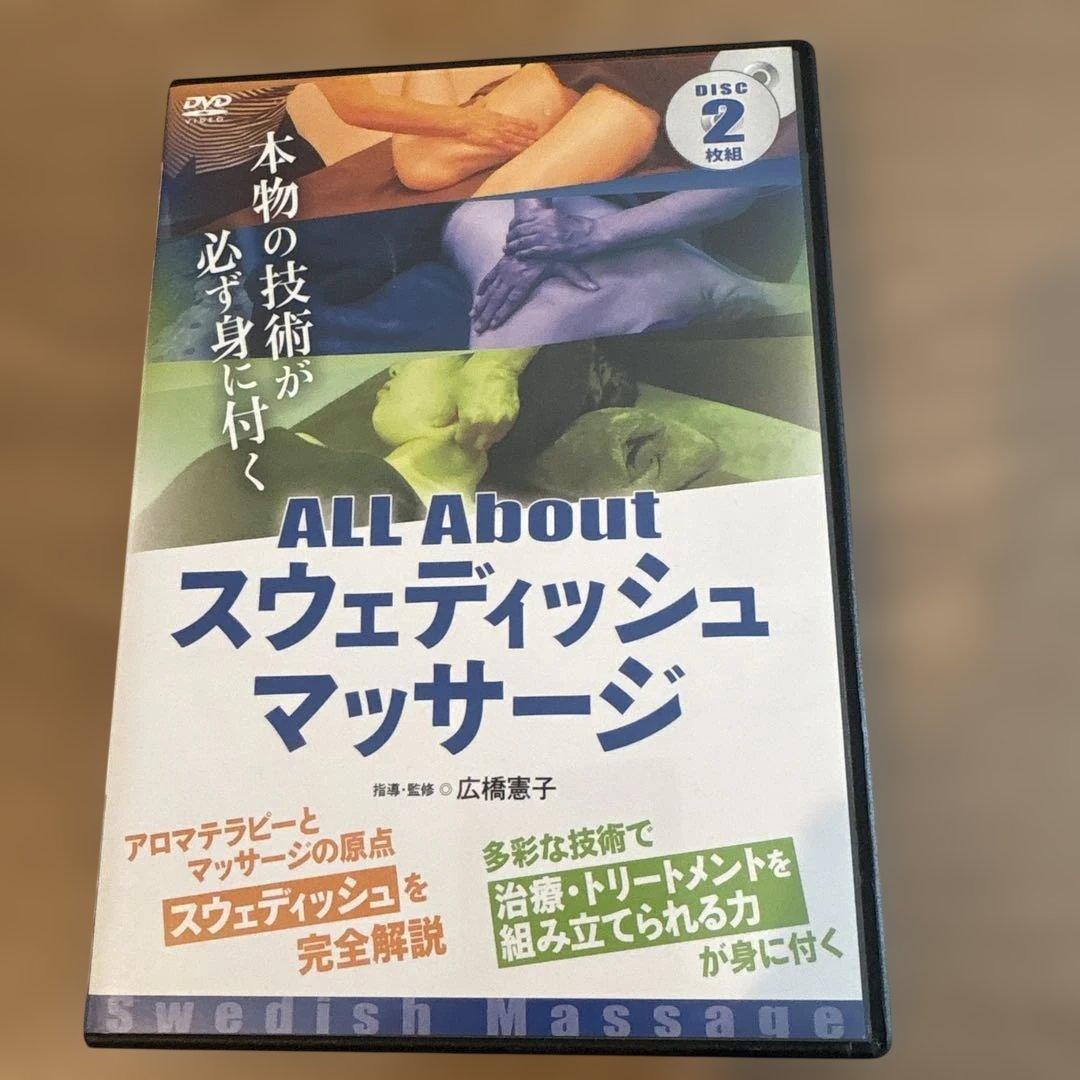 DVD
VIDEO
DISC
2
枚組
本物の技術が
必ず身に付く
ALL About
スウェディッシュ
マッサージ
指導・監修◎広橋憲子
アロマテラピーと
マッサージの原点
スウェディッシュを
完全解説
多彩な技術で
治療・トリートメントを
組み立てられる力
が身に付く
Swedish Massage